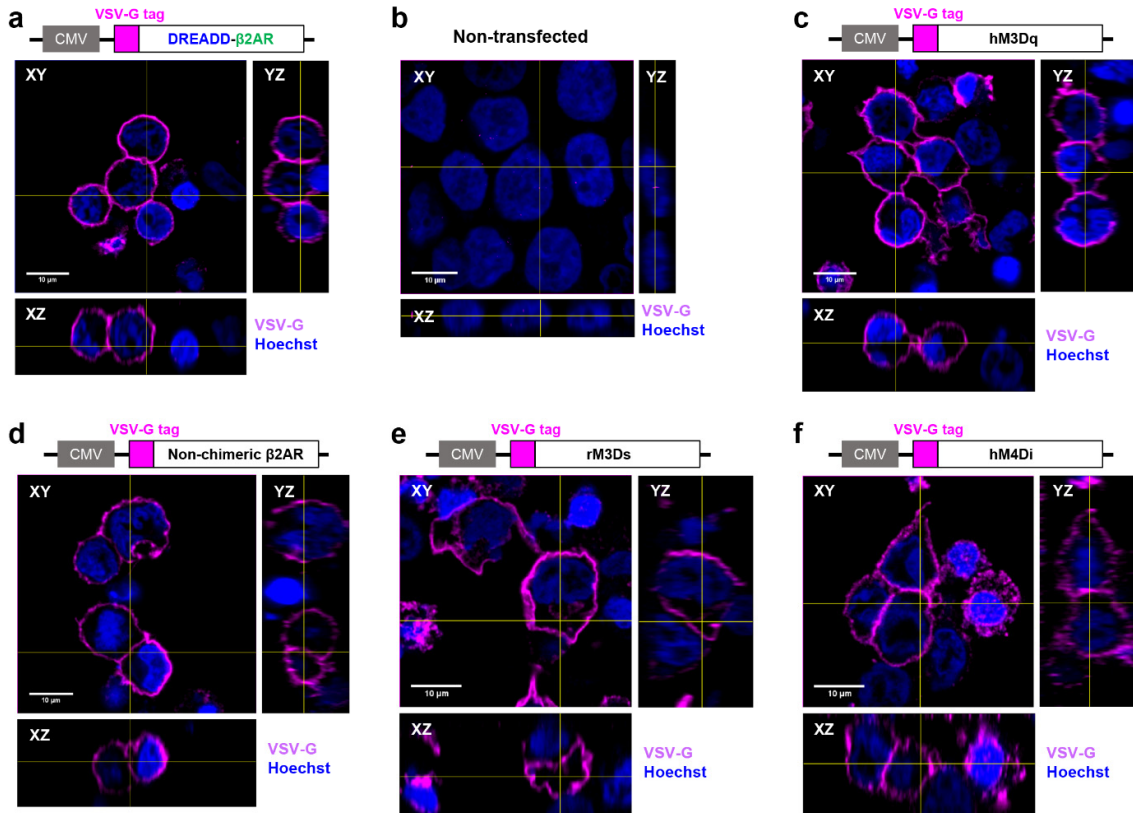 a
VSV-G tag
CMV
DREADD-β2AR
XY
YZ
10 µm
XZ
VSV-G
Hoechst
b
Non-transfected
XY
YZ
10 µm
XZ
VSV-G
Hoechst
c
VSV-G tag
CMV
hM3Dq
XY
YZ
10 µm
XZ
VSV-G
Hoechst
d
VSV-G tag
CMV
Non-chimeric β2AR
XY
YZ
10 µm
XZ
VSV-G
Hoechst
e
VSV-G tag
CMV
rM3Ds
XY
YZ
10 µm
XZ
VSV-G
Hoechst
f
VSV-G tag
CMV
hM4Di
XY
YZ
10 µm
XZ
VSV-G
Hoechst